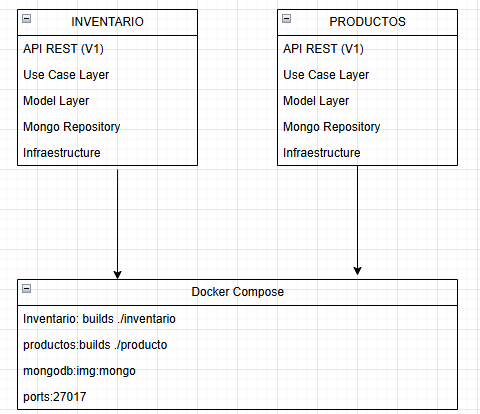 INVENTARIO
API REST (V1)
Use Case Layer
Model Layer
Mongo Repository
Infraestructure
PRODUCTOS
API REST (V1)
Use Case Layer
Model Layer
Mongo Repository
Infraestructure
Docker Compose
Inventario: builds ./inventario
productos:builds ./producto
mongodb:img:mongo
ports:27017